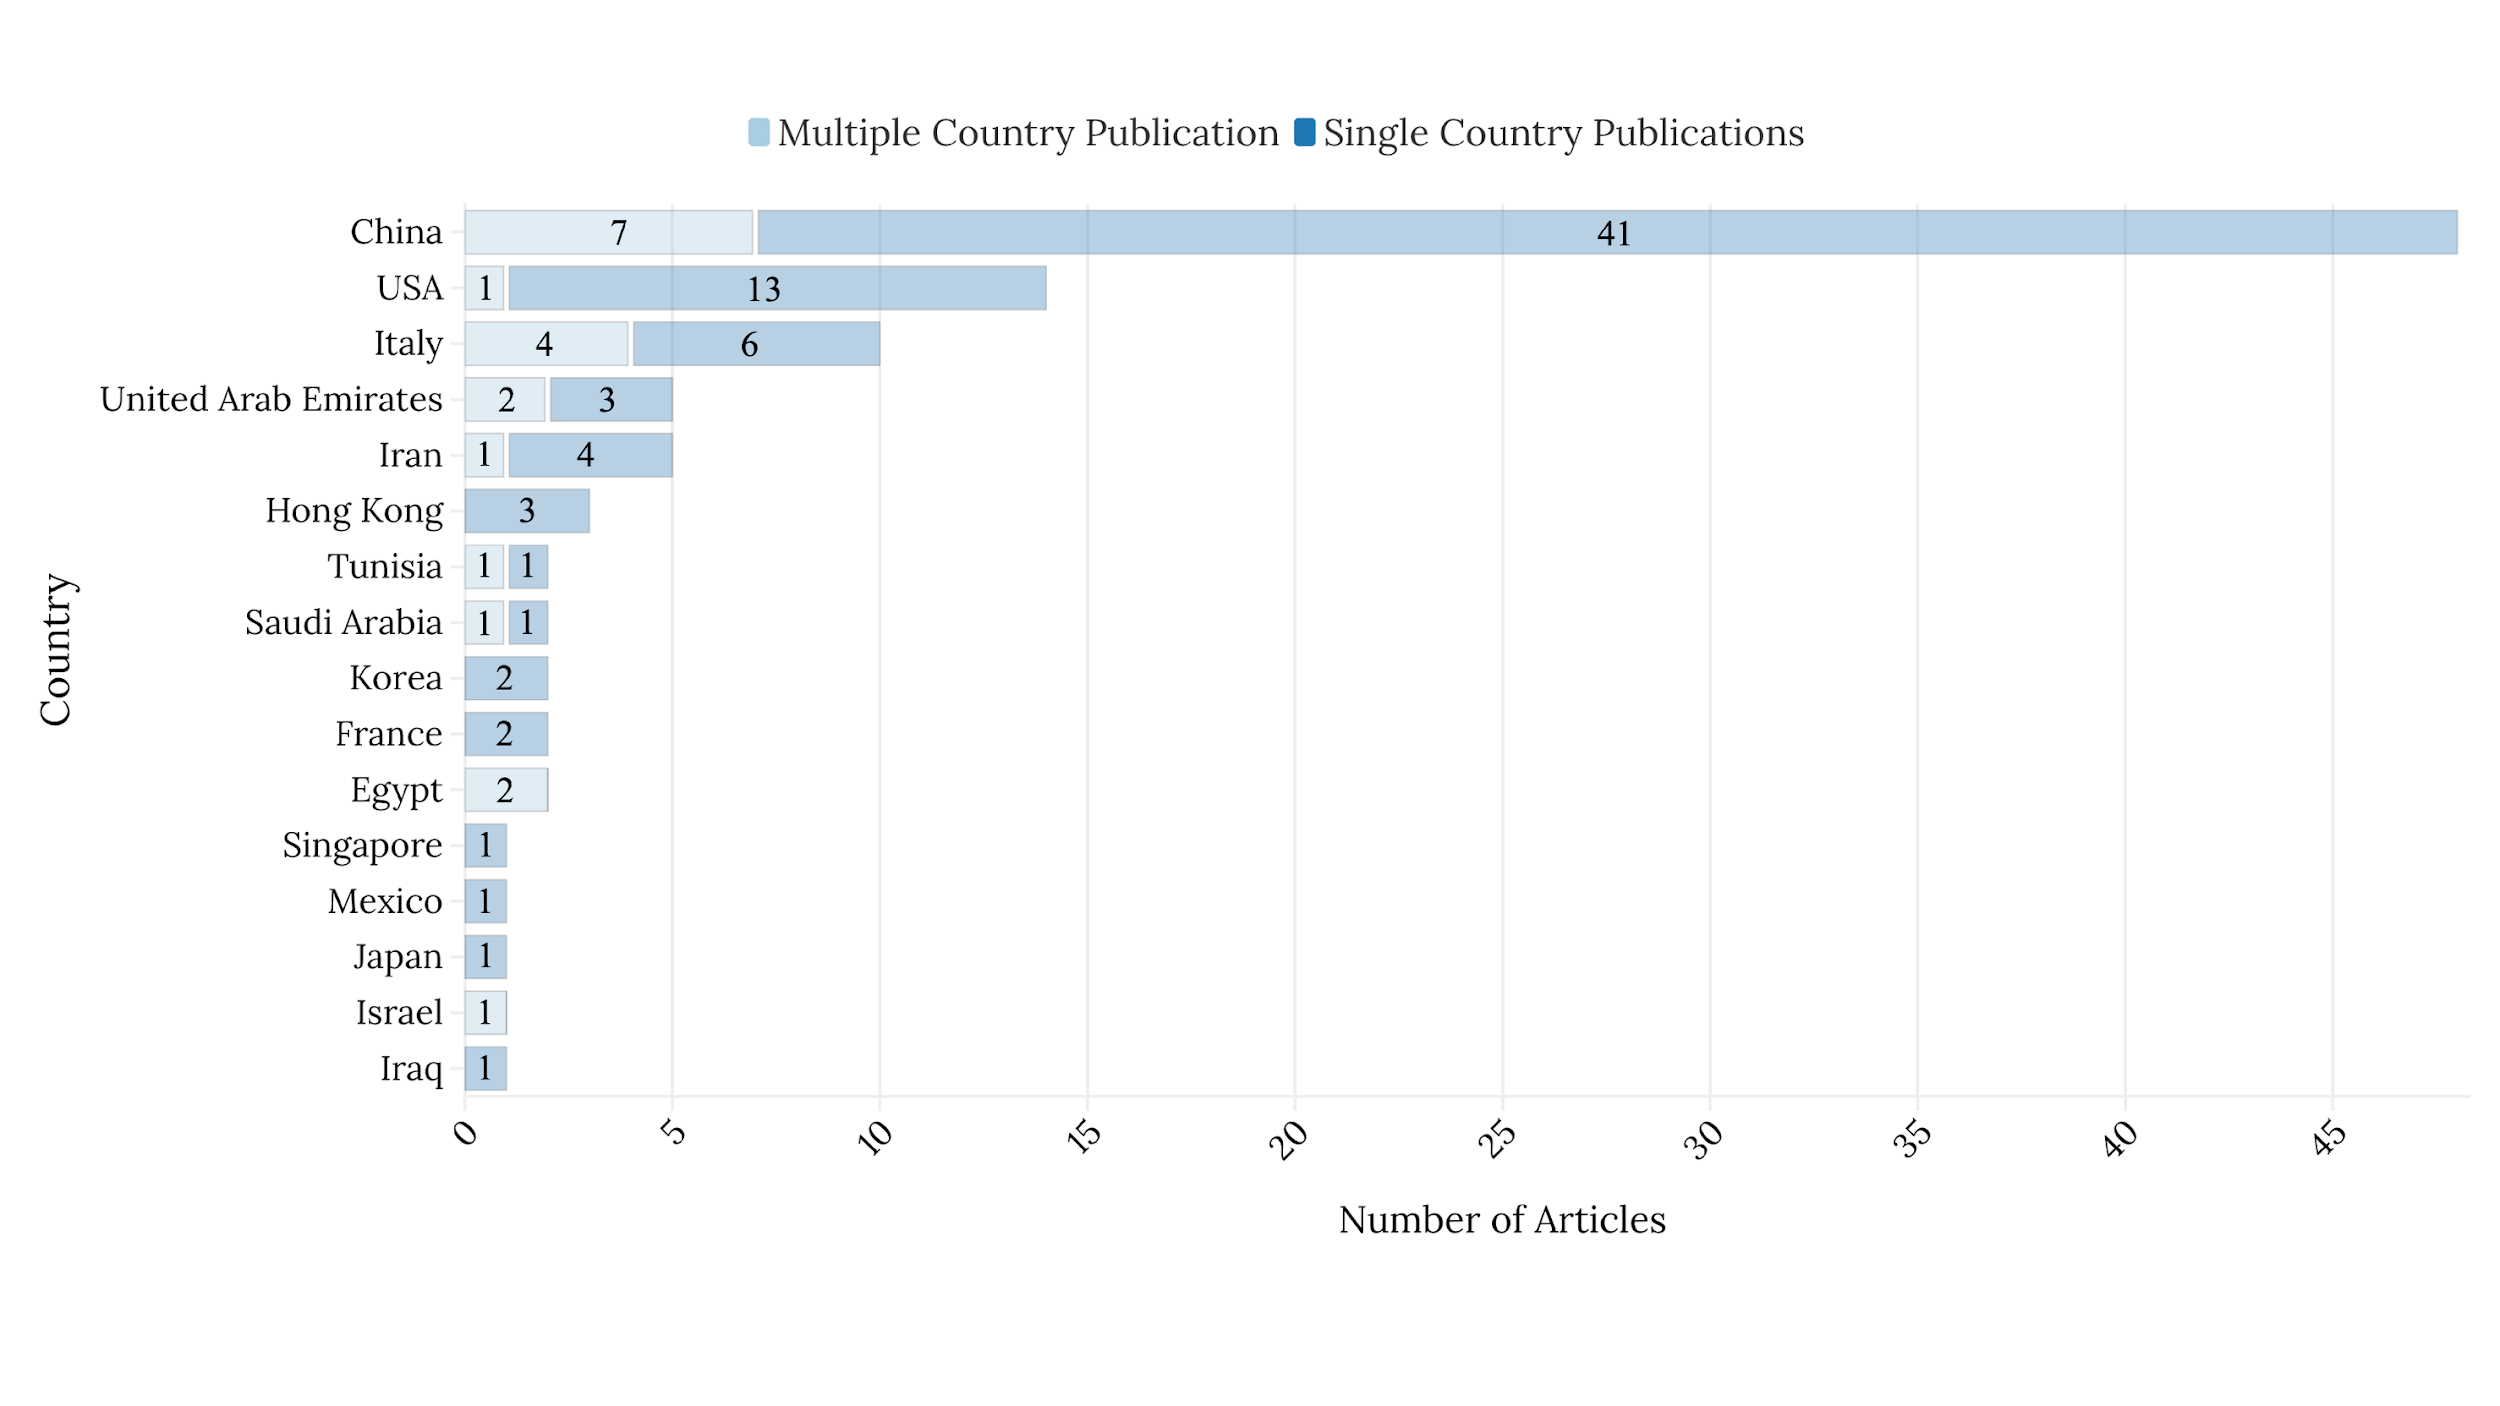 Multiple Country Publication Single Country Publications
China 7 41
USA 1 13
Italy 4 6
United Arab Emirates 2 3
Iran 1 4
Hong Kong 3
Tunisia 1 1
Saudi Arabia 1 1
Korea 2
France 2
Egypt 2
Singapore 1
Mexico 1
Japan 1
Israel 1
Iraq 1
Country
0 5 10 15 20 25 30 35 40 45
Number of Articles